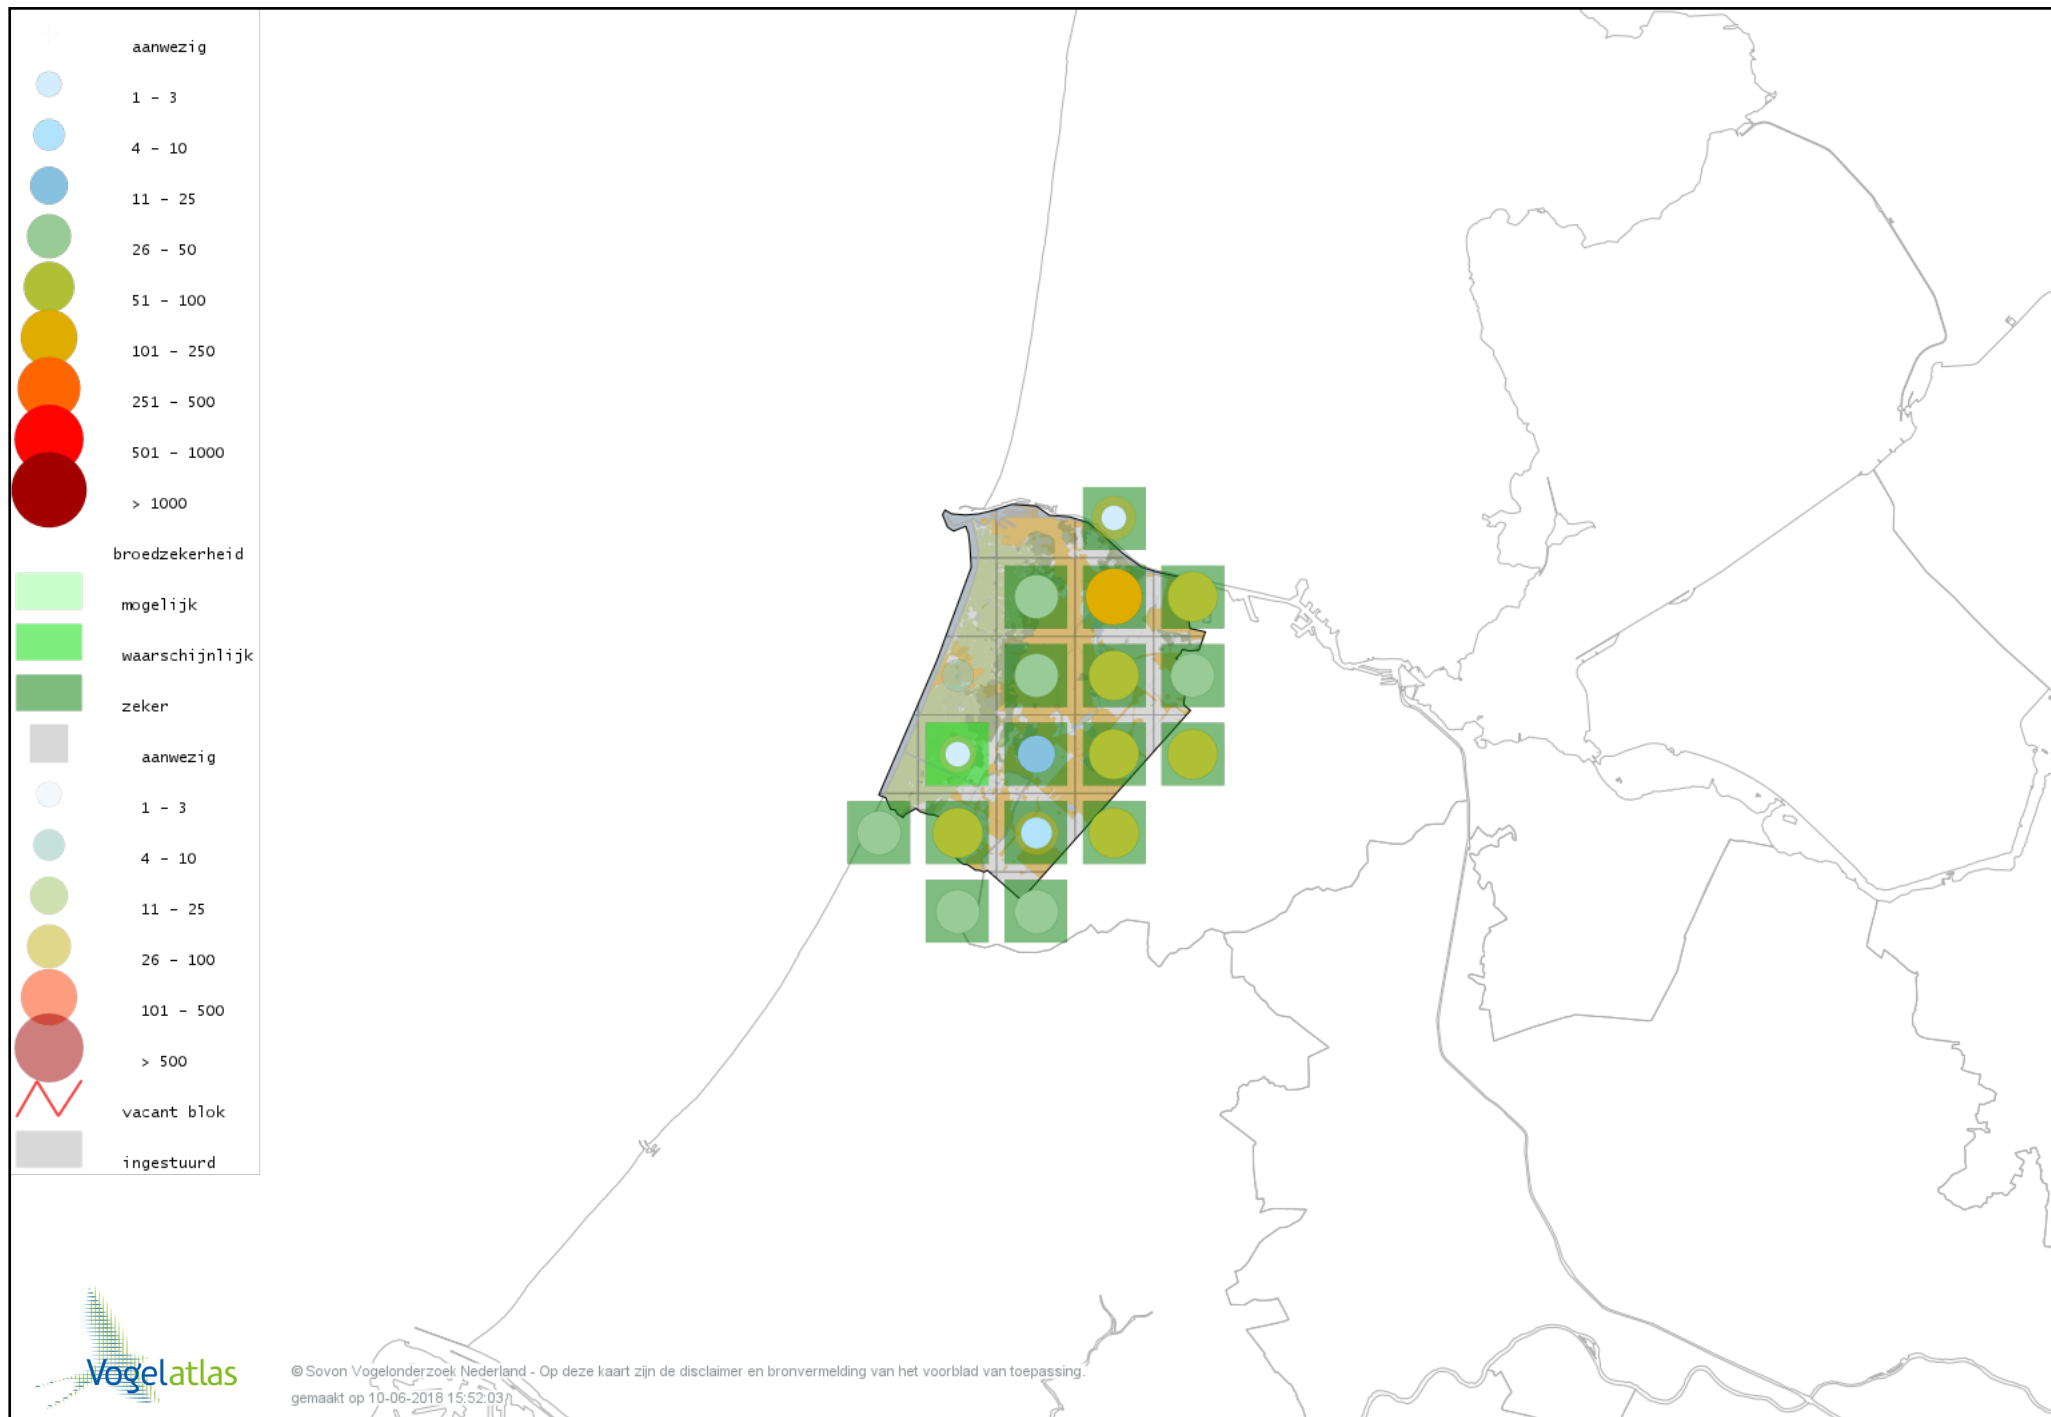 aanwezig
1 – 3
4 – 10
11 – 25
26 – 50
51 – 100
101 – 250
251 – 500
501 – 1000
> 1000
broedzekerheid
mogelijk
waarschijnlijk
zeker
aanwezig
1 – 3
4 – 10
11 – 25
26 – 100
101 – 500
> 500
vacant blok
ingestuurd
Vogelatlas
© Sovon Vogelonderzoek Nederland - Op deze kaart zijn de disclaimer en bronvermelding van het voorblad van toepassing.
gemaakt op 10-06-2018 15:52:03